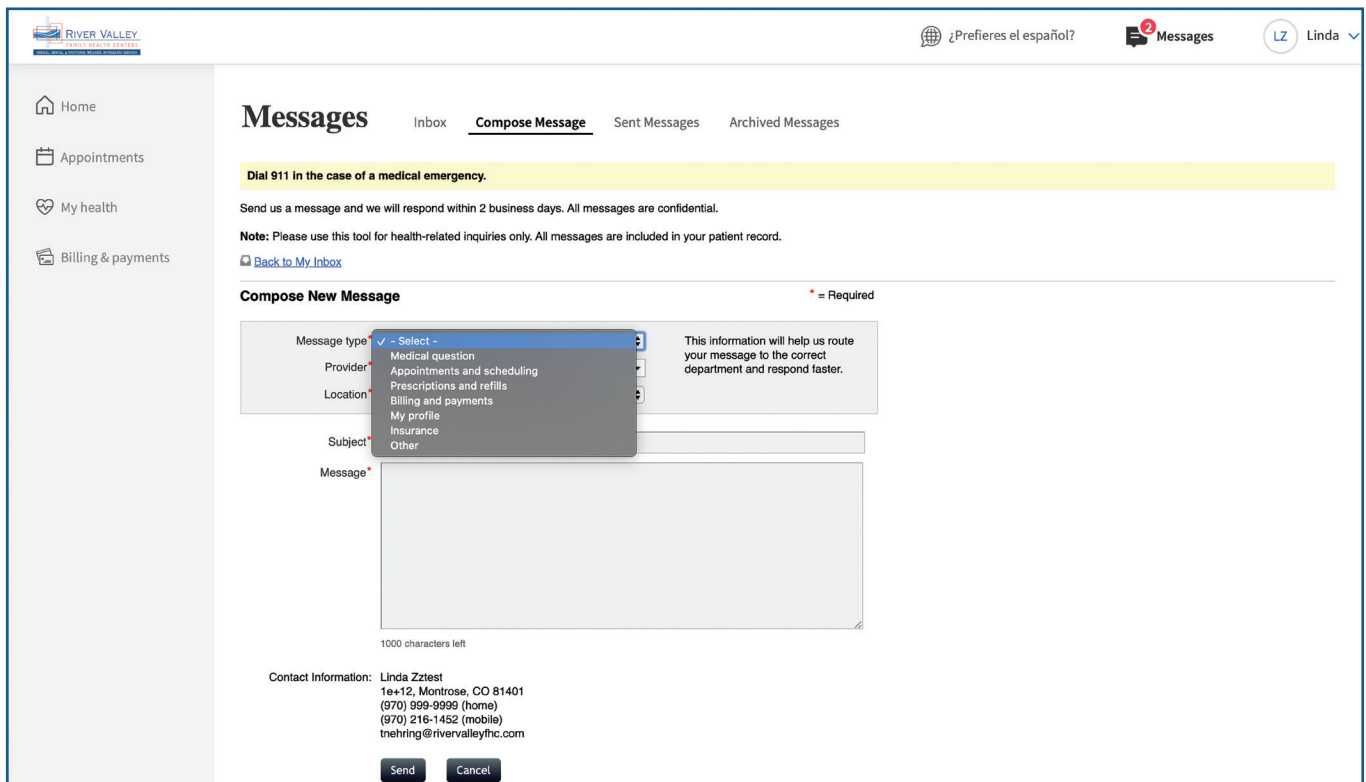 RIVER VALLEY
FAMILY HEALTH CENTERS
MEDICAL, DENTAL, & EMOTIONAL WELLNESS INTEGRATED SERVICES
¿Prefieres el español?
2
Messages
LZ
Linda
Home
Appointments
My health
Billing & payments
Messages
Inbox
Compose Message
Sent Messages
Archived Messages
Dial 911 in the case of a medical emergency.
Send us a message and we will respond within 2 business days. All messages are confidential.
Note: Please use this tool for health-related inquiries only. All messages are included in your patient record.
Back to My Inbox
Compose New Message
* = Required
Message type*
✓ - Select -
Medical question
Appointments and scheduling
Prescriptions and refills
Billing and payments
My profile
Insurance
Other
This information will help us route
your message to the correct
department and respond faster.
Provider*
Location*
Subject*
Message*
1000 characters left
Contact Information: Linda Zztest
1e+12, Montrose, CO 81401
(970) 999-9999 (home)
(970) 216-1452 (mobile)
tnehring@rivervalleyfhc.com
Send
Cancel